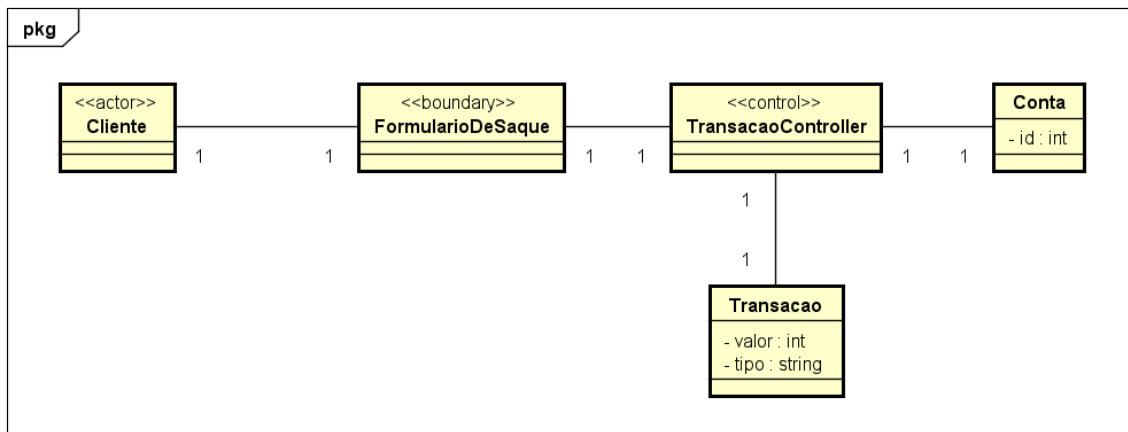 pkg
<<actor>>
Cliente
<<boundary>>
FormularioDeSaque
<<control>>
TransacaoController
Conta
- id : int
1
1
1
1
1
1
1
1
Transacao
- valor : int
- tipo : string